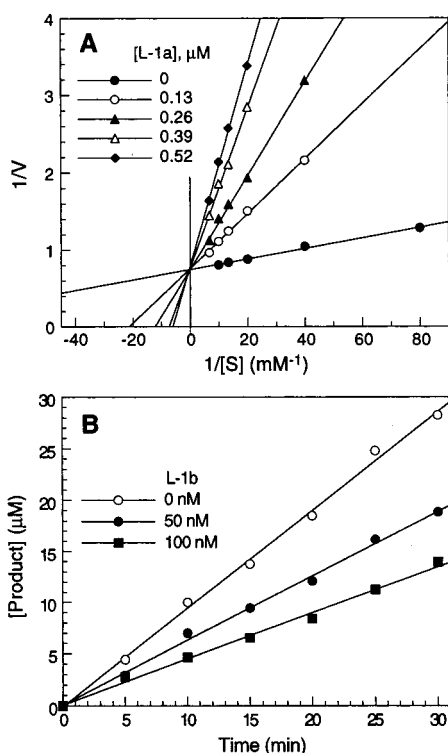 A
[L-1a], μM
0
0.13
0.26
0.39
0.52
4
3
2
1
0
1/V
-40
-20
0
20
40
60
80
1/[S] (mM⁻¹)
B
L-1b
0 nM
50 nM
100 nM
30
25
20
15
10
5
0
[Product] (μM)
0
5
10
15
20
25
30
Time (min)